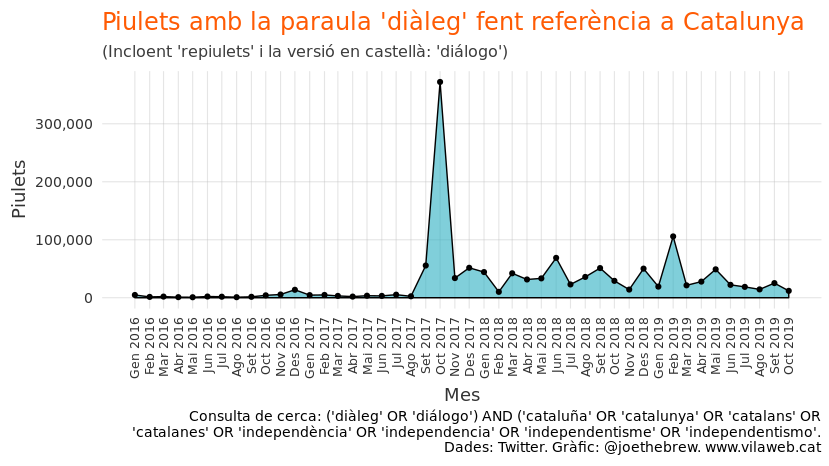 Piulets amb la paraula 'diàleg' fent referència a Catalunya
(Incloent 'repiulets' i la versió en castellà: 'diálogo')
Piulets
300,000
200,000
100,000
0
Gen 2016
Feb 2016
Mar 2016
Abr 2016
Mai 2016
Jun 2016
Jul 2016
Ago 2016
Set 2016
Oct 2016
Nov 2016
Des 2016
Gen 2017
Feb 2017
Mar 2017
Abr 2017
Mai 2017
Jun 2017
Jul 2017
Ago 2017
Set 2017
Oct 2017
Nov 2017
Des 2017
Gen 2018
Feb 2018
Mar 2018
Abr 2018
Mai 2018
Jun 2018
Jul 2018
Ago 2018
Set 2018
Oct 2018
Nov 2018
Des 2018
Gen 2019
Feb 2019
Mar 2019
Abr 2019
Mai 2019
Jun 2019
Jul 2019
Ago 2019
Set 2019
Oct 2019
Mes
Consulta de cerca: ('diàleg' OR 'diálogo') AND ('cataluña' OR 'catalunya' OR 'catalans' OR
'catalanes' OR 'independència' OR 'independencia' OR 'independentisme' OR 'independentismo'.
Dades: Twitter. Gràfic: @joethebrew. www.vilaweb.cat